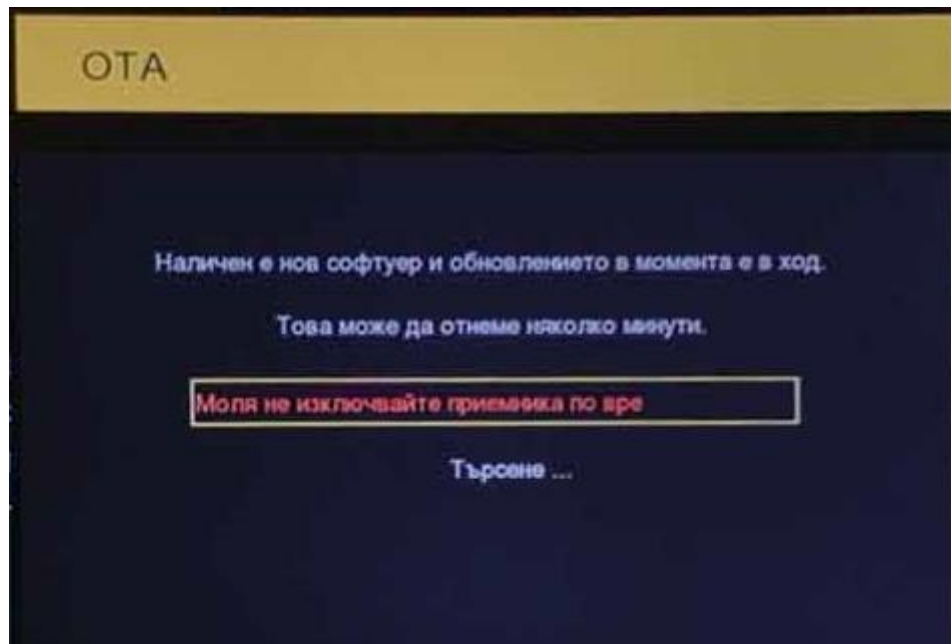 OTA
Наличен е нов софтуер и обновлението в момента е в ход.
Това може да отнеме няколко минути.
Моля не изключвайте приемника по вре
Търсене ...